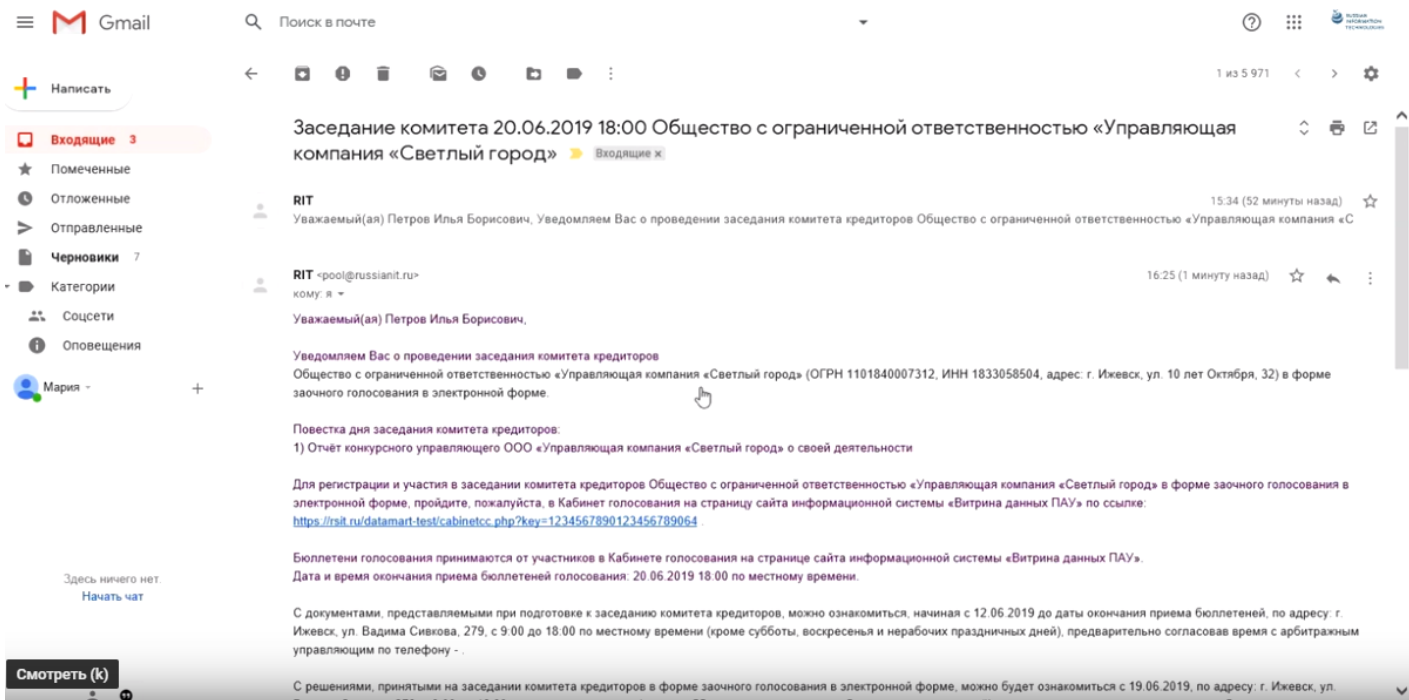 Gmail
Поиск в почте
RUSSIAN
INFORMATION
TECHNOLOGIES
Написать
1 из 5 971
Входящие 3
Помеченные
Отложенные
Отправленные
Черновики 7
Категории
Соцсети
Оповещения
Мария
Здесь ничего нет.
Начать чат
Заседание комитета 20.06.2019 18:00 Общество с ограниченной ответственностью «Управляющая
компания «Светлый город» Входящие x
RIT 15:34 (52 минуты назад)
Уважаемый(ая) Петров Илья Борисович, Уведомляем Вас о проведении заседания комитета кредиторов Общество с ограниченной ответственностью «Управляющая компания «С
RIT <pool@russianit.ru> 16:25 (1 минуту назад)
кому: я
Уважаемый(ая) Петров Илья Борисович,
Уведомляем Вас о проведении заседания комитета кредиторов
Общество с ограниченной ответственностью «Управляющая компания «Светлый город» (ОГРН 1101840007312, ИНН 1833058504, адрес: г. Ижевск, ул. 10 лет Октября, 32) в форме
заочного голосования в электронной форме.
Повестка дня заседания комитета кредиторов:
1) Отчёт конкурсного управляющего ООО «Управляющая компания «Светлый город» о своей деятельности
Для регистрации и участия в заседании комитета кредиторов Общество с ограниченной ответственностью «Управляющая компания «Светлый город» в форме заочного голосования в
электронной форме, пройдите, пожалуйста, в Кабинет голосования на страницу сайта информационной системы «Витрина данных ПАУ» по ссылке:
https://rsit.ru/datamart-test/cabinetcc.php?key=1234567890123456789064 .
Бюллетени голосования принимаются от участников в Кабинете голосования на странице сайта информационной системы «Витрина данных ПАУ».
Дата и время окончания приема бюллетеней голосования: 20.06.2019 18.00 по местному времени.
С документами, представляемыми при подготовке к заседанию комитета кредиторов, можно ознакомиться, начиная с 12.06.2019 до даты окончания приема бюллетеней, по адресу: г.
Ижевск, ул. Вадима Сивкова, 279, с 9:00 до 18:00 по местному времени (кроме субботы, воскресенья и нерабочих праздничных дней), предварительно согласовав время с арбитражным
управляющим по телефону - .
С решениями, принятыми на заседании комитета кредиторов в форме заочного голосования в электронной форме, можно будет ознакомиться с 19.06.2019, по адресу: г. Ижевск, ул.
Смотреть (k)